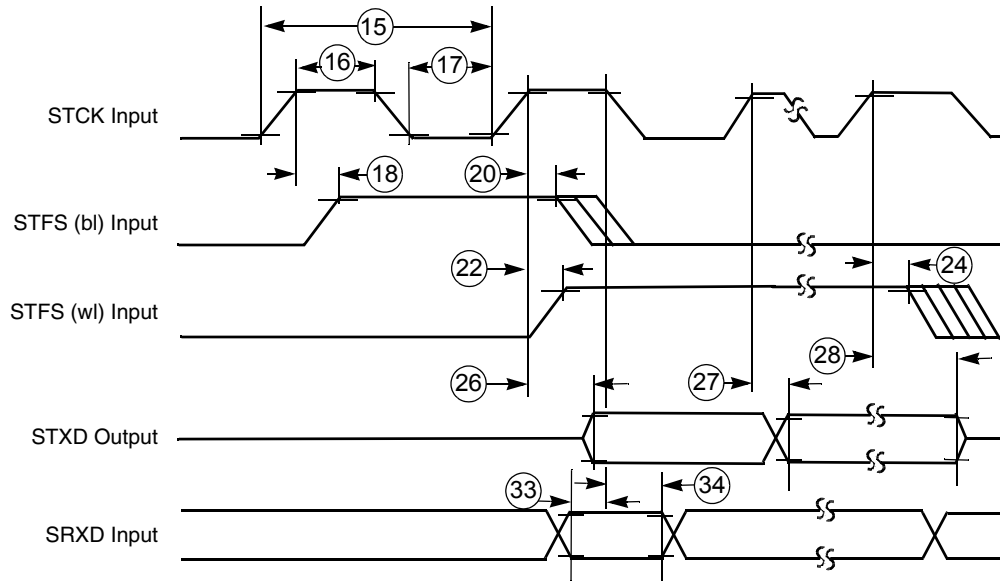 15
16
17
STCK Input
18
20
STFS (bl) Input
22
24
STFS (wl) Input
26
27
28
STXD Output
33
34
SRXD Input